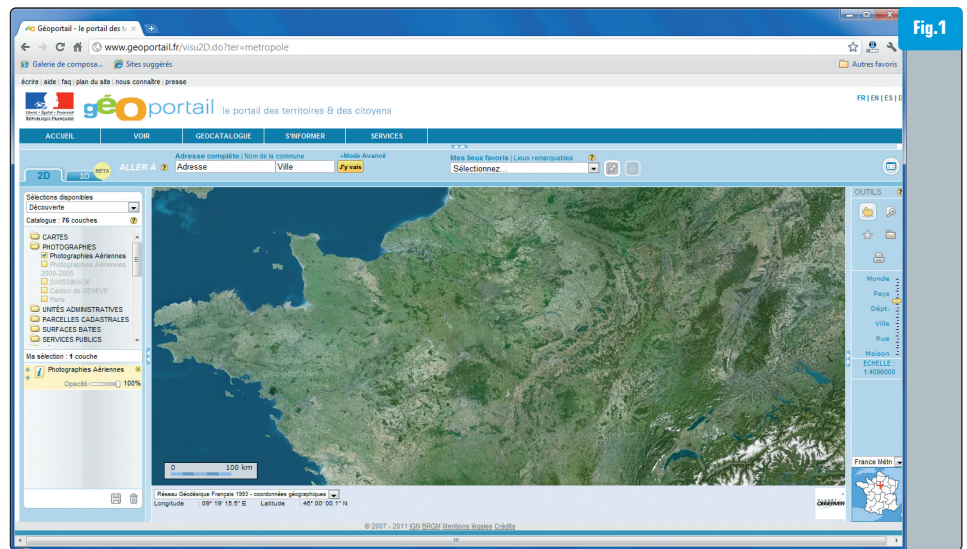 Fig.1
Géoportail - le portail des te
www.geoportail.fr/visu2D.do?ter=metropole
Galerie de composa... Sites suggérés Autres favoris
écrire | aide | faq | plan du site | nous connaître | presse
Liberté • Égalité • Fraternité
RÉPUBLIQUE FRANÇAISE
géoportail le portail des territoires & des citoyens
FR | EN | ES | D
ACCUEIL VOIR GEOCATALOGUE S'INFORMER SERVICES
2D 3D BÉTA ALLER À ?
Adresse complète | Nom de la commune +Mode Avancé
Adresse Ville J'y vais
Mes lieux favoris | Lieux remarquables ?
Sélectionnez...
Sélections disponibles
Découverte
Catalogue : 76 couches ?
CARTES
PHOTOGRAPHIES
Photographies Aériennes
Photographies Aériennes
2000-2005
SWISSIMAGE
Canton de GENEVE
Paris
UNITÉS ADMINISTRATIVES
PARCELLES CADASTRALES
SURFACES BATIES
SERVICES PUBLICS
Ma sélection : 1 couche
i Photographies Aériennes
Opacité 100%
0 100 km
Réseau Géodésique Français 1993 - coordonnées géographiques
Longitude : 09° 19' 15.6" E Latitude : 46° 00' 00.1" N
OUTILS ?
Monde
Pays
Dépt.
Ville
Rue
Maison
ECHELLE :
1:4096000
France Métr
OBSERVER
© 2007 - 2011 IGN BRGM Mentions légales Crédits